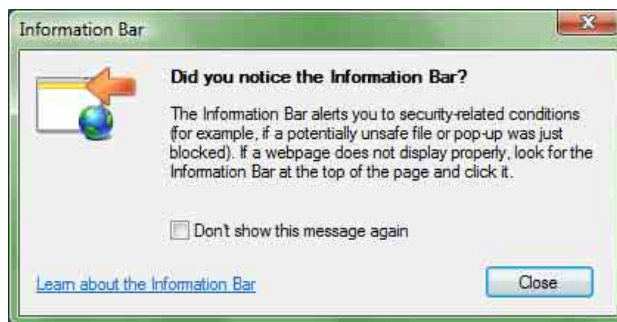 Information Bar
Did you notice the Information Bar?
The Information Bar alerts you to security-related conditions
(for example, if a potentially unsafe file or pop-up was just
blocked). If a webpage does not display properly, look for the
Information Bar at the top of the page and click it.
Don't show this message again
Learn about the Information Bar
Close